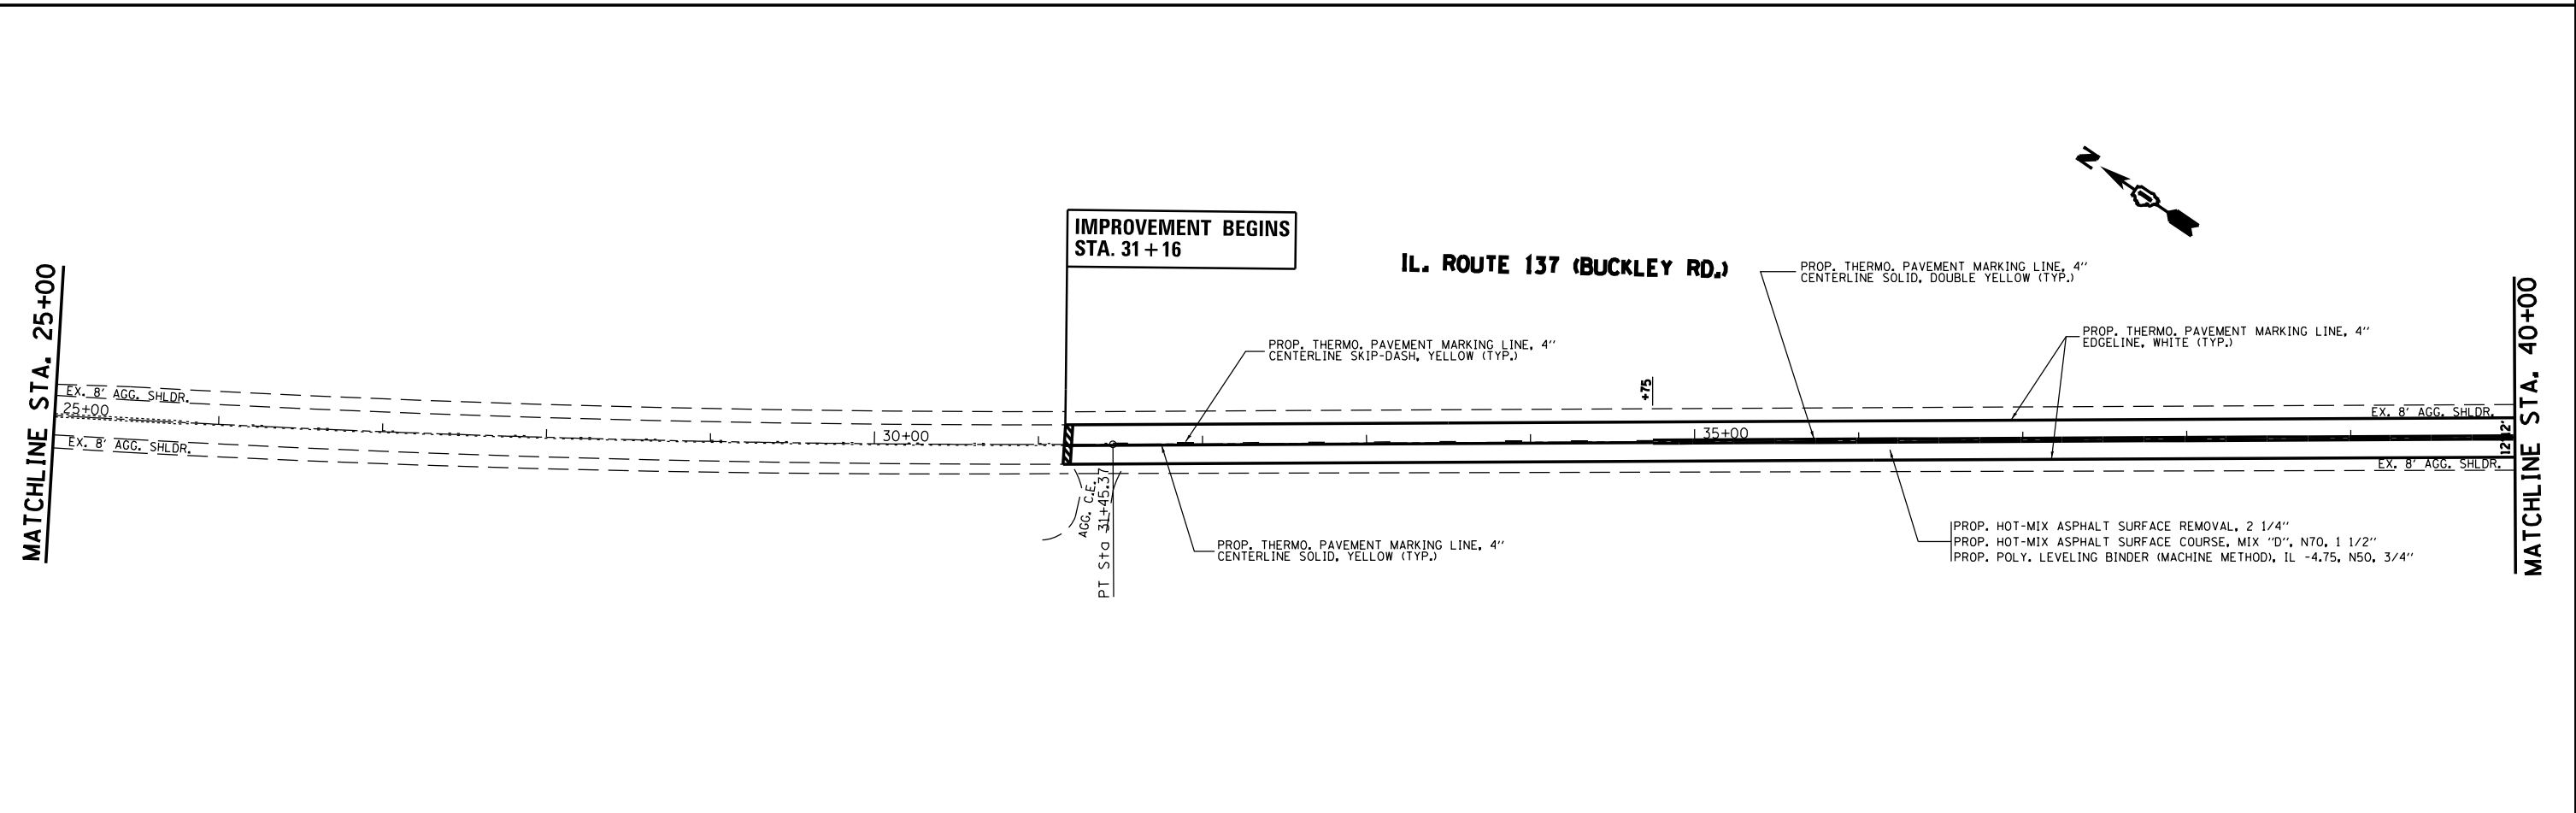 MATCHLINE STA. 25+00
IMPROVEMENT BEGINS
STA. 31+16
IL. ROUTE 137 (BUCKLEY RD.)
N
PROP. THERMO. PAVEMENT MARKING LINE, 4"
CENTERLINE SOLID, DOUBLE YELLOW (TYP.)
PROP. THERMO. PAVEMENT MARKING LINE, 4"
EDGELINE, WHITE (TYP.)
PROP. THERMO. PAVEMENT MARKING LINE, 4"
CENTERLINE SKIP-DASH, YELLOW (TYP.)
+75
EX. 8' AGG. SHLDR.
25+00
EX. 8' AGG. SHLDR.
30+00
35+00
EX. 8' AGG. SHLDR.
12'
12'
EX. 8' AGG. SHLDR.
AGG. C.E.
PT Sta 31+45.37
PROP. THERMO. PAVEMENT MARKING LINE, 4"
CENTERLINE SOLID, YELLOW (TYP.)
PROP. HOT-MIX ASPHALT SURFACE REMOVAL, 2 1/4"
PROP. HOT-MIX ASPHALT SURFACE COURSE, MIX "D", N70, 1 1/2"
PROP. POLY. LEVELING BINDER (MACHINE METHOD), IL -4.75, N50, 3/4"
MATCHLINE STA. 40+00